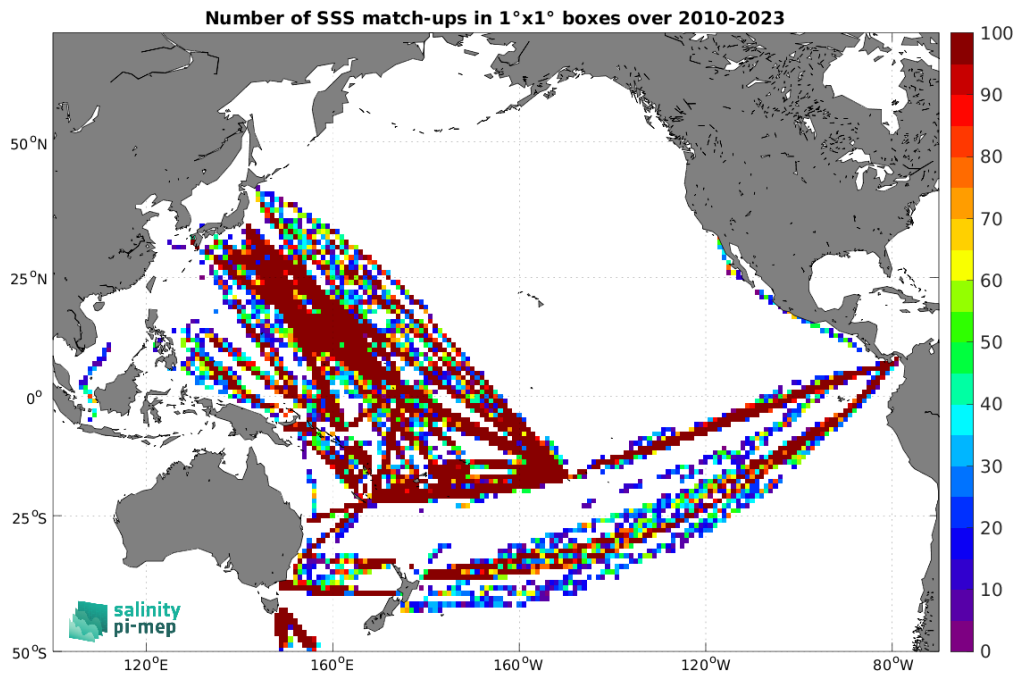 Number of SSS match-ups in 1°x1° boxes over 2010-2023
100
90
80
70
60
50
40
30
20
10
0
50°N
25°N
0°
25°S
50°S
120°E
160°E
160°W
120°W
80°W
salinity
pi-mep